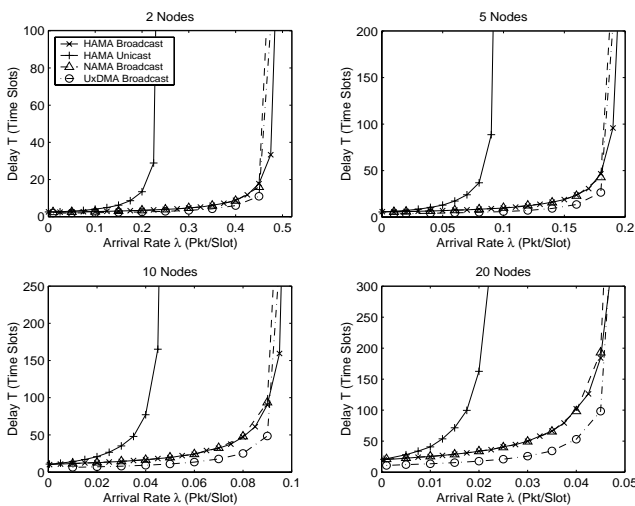 2 Nodes
100
80
60
40
20
0
Delay T (Time Slots)
HAMA Broadcast
HAMA Unicast
NAMA Broadcast
UxDMA Broadcast
0 0.1 0.2 0.3 0.4 0.5
Arrival Rate λ (Pkt/Slot)
5 Nodes
200
150
100
50
0
Delay T (Time Slots)
0 0.05 0.1 0.15 0.2
Arrival Rate λ (Pkt/Slot)
10 Nodes
250
200
150
100
50
0
Delay T (Time Slots)
0 0.02 0.04 0.06 0.08 0.1
Arrival Rate λ (Pkt/Slot)
20 Nodes
300
200
100
0
Delay T (Time Slots)
0 0.01 0.02 0.03 0.04 0.05
Arrival Rate λ (Pkt/Slot)